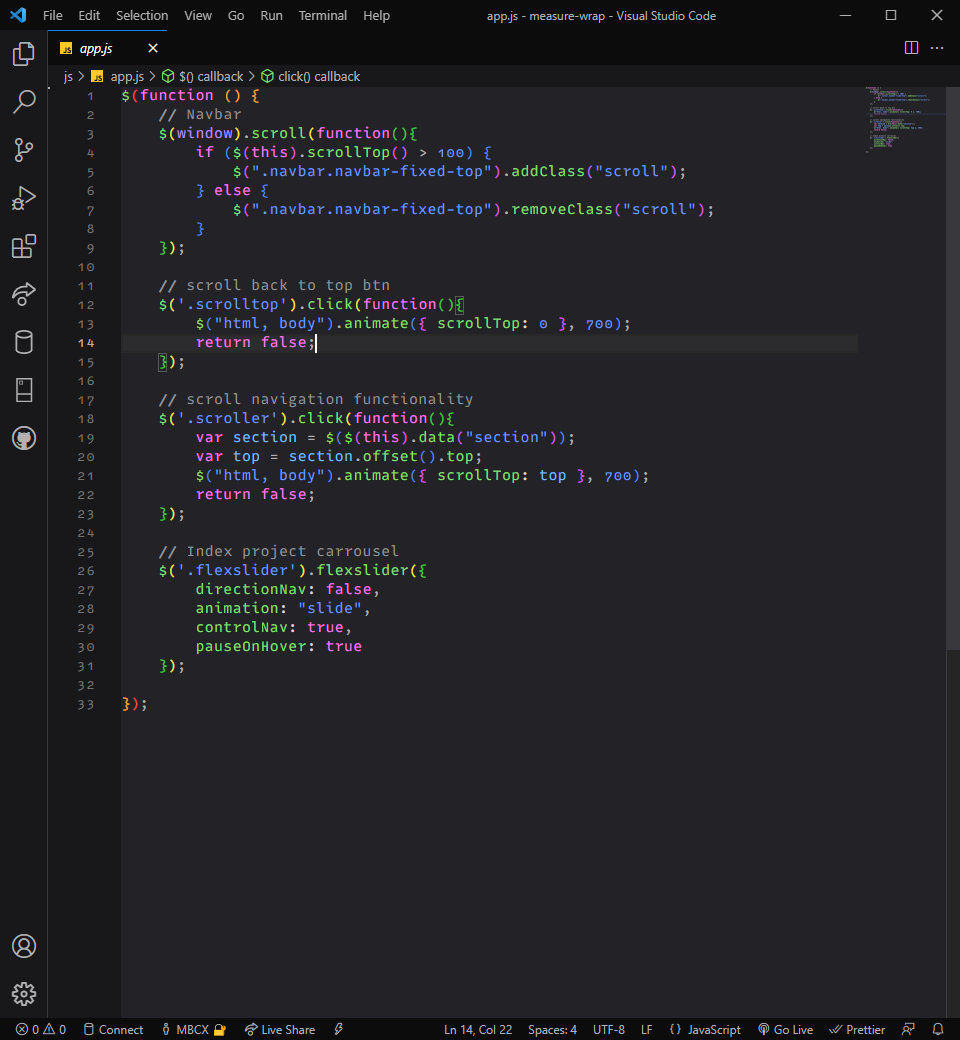 File Edit Selection View Go Run Terminal Help app.js - measure-wrap - Visual Studio Code
JS app.js
js > JS app.js > $() callback > click() callback
1 $(function () {
2     // Navbar
3     $(window).scroll(function(){
4         if ($(this).scrollTop() > 100) {
5             $(".navbar.navbar-fixed-top").addClass("scroll");
6         } else {
7             $(".navbar.navbar-fixed-top").removeClass("scroll");
8         }
9     });
10
11     // scroll back to top btn
12     $('.scrolltop').click(function(){
13         $("html, body").animate({ scrollTop: 0 }, 700);
14         return false;
15     });
16
17     // scroll navigation functionality
18     $('.scroller').click(function(){
19         var section = $($(this).data("section"));
20         var top = section.offset().top;
21         $("html, body").animate({ scrollTop: top }, 700);
22         return false;
23     });
24
25     // Index project carrousel
26     $('.flexslider').flexslider({
27         directionNav: false,
28         animation: "slide",
29         controlNav: true,
30         pauseOnHover: true
31     });
32
33 });
0 0 Connect MBCX Live Share Ln 14, Col 22 Spaces: 4 UTF-8 LF {} JavaScript Go Live Prettier